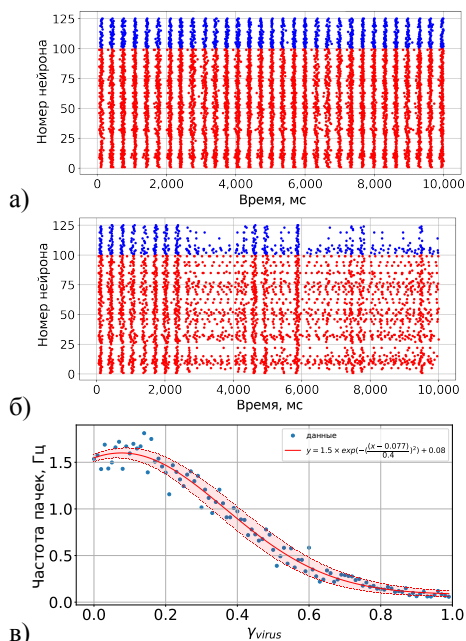 125
100
75
50
25
0
Номер нейрона
0 2,000 4,000 6,000 8,000 10,000
Время, мс
а)
125
100
75
50
25
0
Номер нейрона
0 2,000 4,000 6,000 8,000 10,000
Время, мс
б)
данные
y = 1.5 × exp(−((x − 0.077)/0.4)²) + 0.08
1.5
1.0
0.5
0.0
Частота пачек, Гц
0.0 0.2 0.4 0.6 0.8 1.0
γvirus
в)